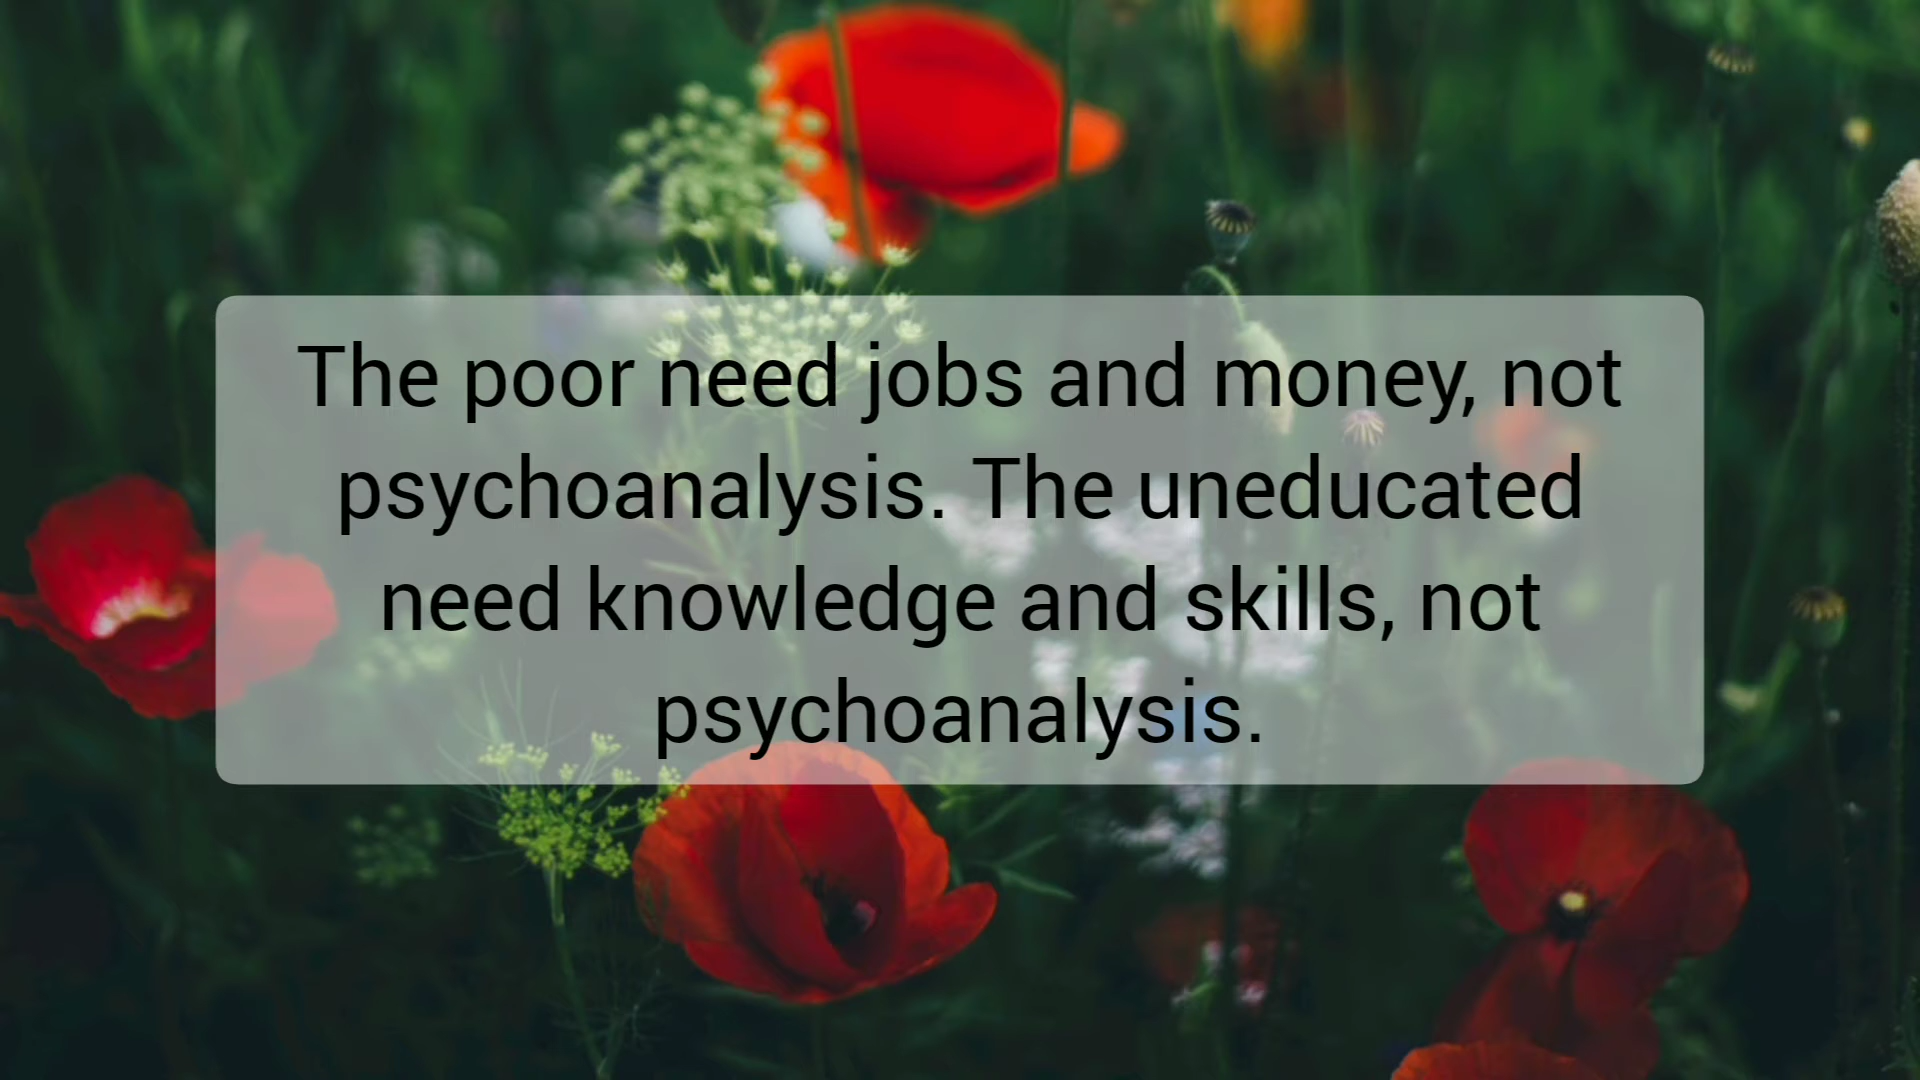 The poor need jobs and money, not
psychoanalysis. The uneducated
need knowledge and skills, not
psychoanalysis.